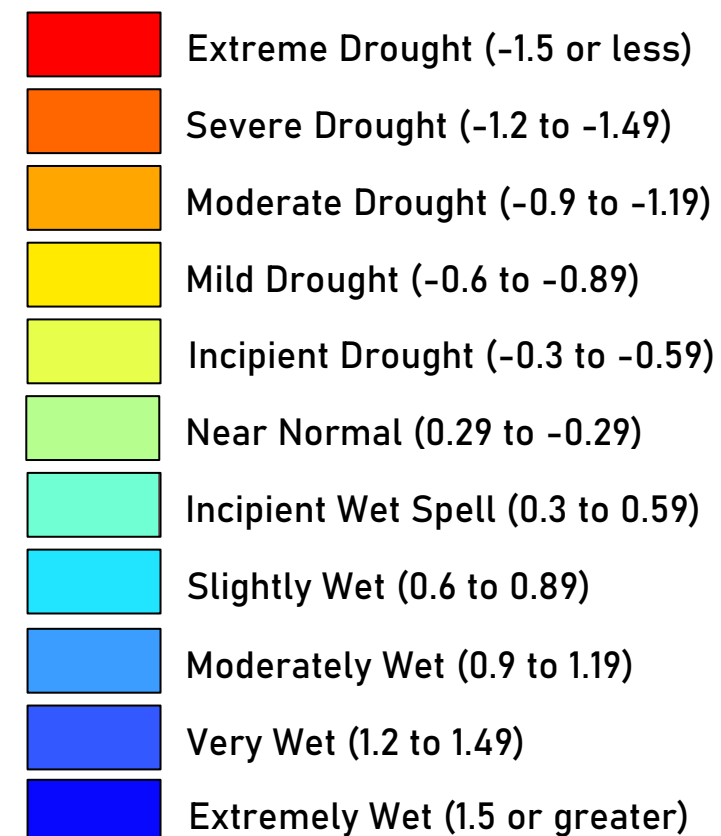 Extreme Drought (-1.5 or less)
Severe Drought (-1.2 to -1.49)
Moderate Drought (-0.9 to -1.19)
Mild Drought (-0.6 to -0.89)
Incipient Drought (-0.3 to -0.59)
Near Normal (0.29 to -0.29)
Incipient Wet Spell (0.3 to 0.59)
Slightly Wet (0.6 to 0.89)
Moderately Wet (0.9 to 1.19)
Very Wet (1.2 to 1.49)
Extremely Wet (1.5 or greater)